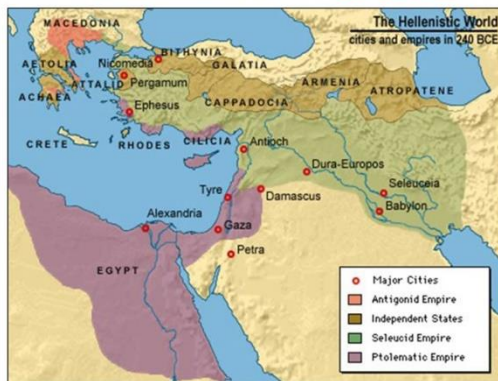 The Hellenistic World
cities and empires in 240 BCE
MACEDONIA
BITHYNIA
Nicomedia
GALATIA
AETOLIA
ATTALID
Pergamum
ARMENIA
ATROPATENE
ACHAEA
Ephesus
CAPPADOCIA
CRETE
RHODES
CILICIA
Antioch
Dura-Europos
Tyre
Damascus
Seleuceia
Babylon
Alexandria
Gaza
Petra
EGYPT
Major Cities
Antigonid Empire
Independent States
Seleucid Empire
Ptolematic Empire